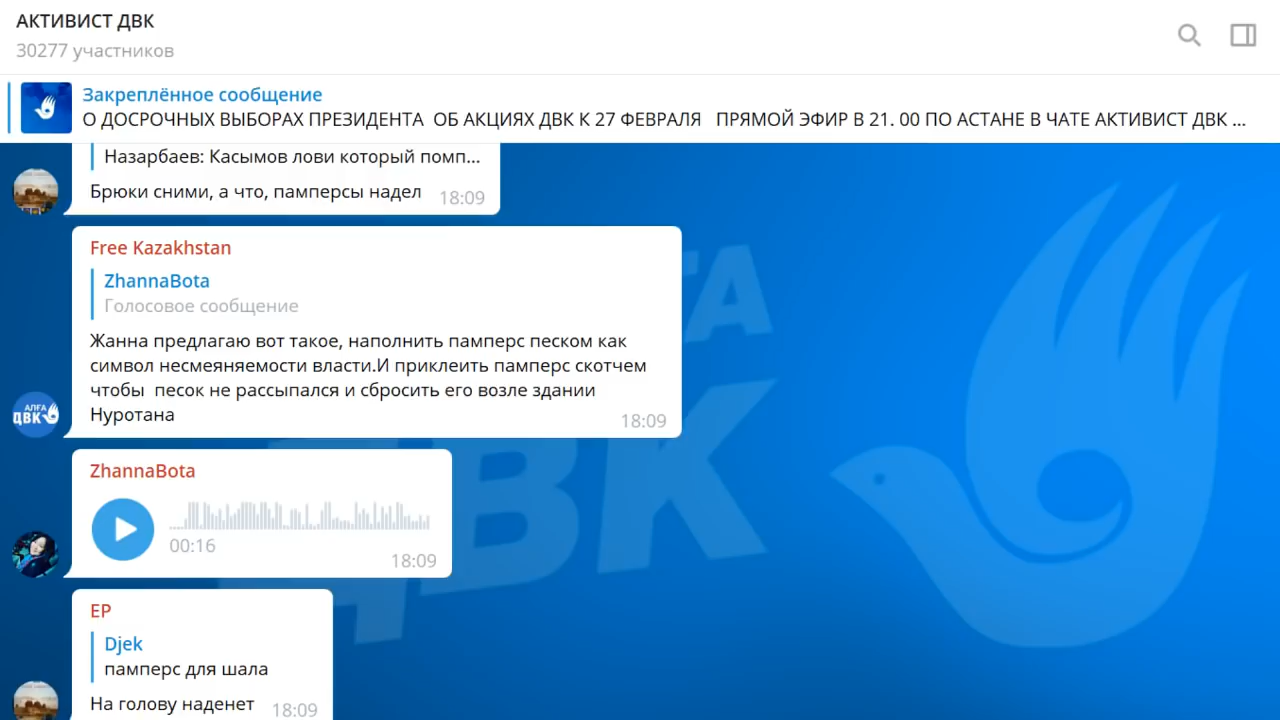 АКТИВИСТ ДВК
30277 участников
Закреплённое сообщение
О ДОСРОЧНЫХ ВЫБОРАХ ПРЕЗИДЕНТА ОБ АКЦИЯХ ДВК К 27 ФЕВРАЛЯ ПРЯМОЙ ЭФИР В 21. 00 ПО АСТАНЕ В ЧАТЕ АКТИВИСТ ДВК ...
Назарбаев: Касымов лови который помп...
Брюки сними, а что, памперсы надел
18:09
Free Kazakhstan
ZhannaBota
Голосовое сообщение
Жанна предлагаю вот такое, наполнить памперс песком как
символ несмеяняемости власти.И приклеить памперс скотчем
чтобы песок не рассыпался и сбросить его возле здании
Нуротана
18:09
АЛҒА
ДВК
ZhannaBota
00:16
18:09
ДВК
EP
Djek
памперс для шала
На голову наденет
18:09